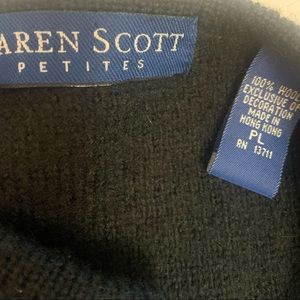 AREN SCOTT
PETITES
100% WOOL
EXCLUSIVE OF
DECORATION
MADE IN
HONG KONG
PL
RN 13711